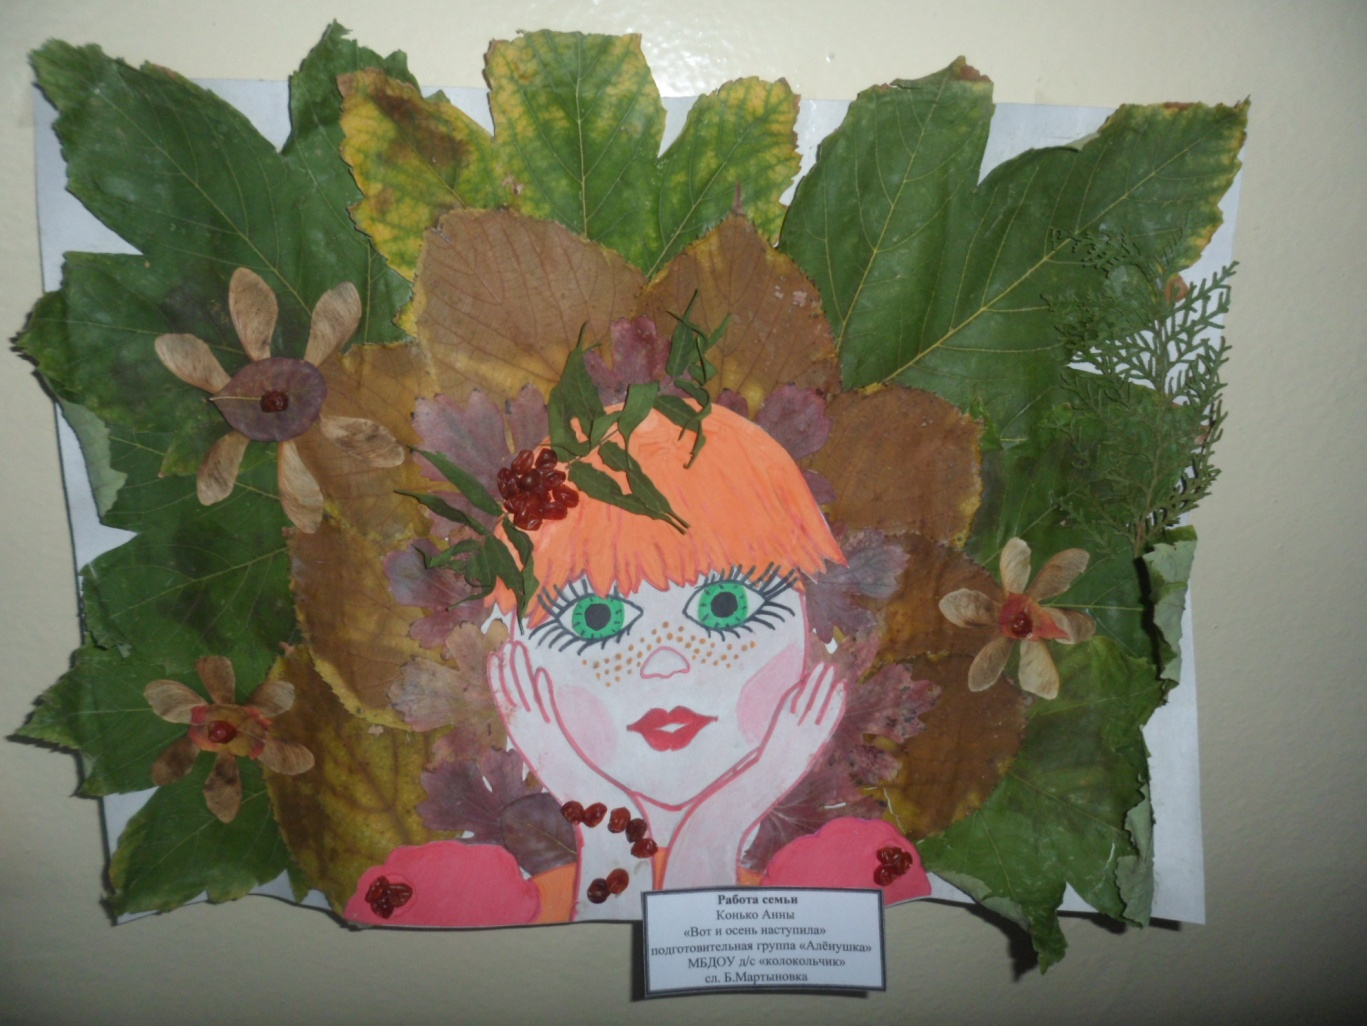 Работа семьи
Конько Анны
«Вот и осень наступила»
подготовительная группа «Алёнушка»
МБДОУ д/с «колокольчик»
сл. Б.Мартыновка